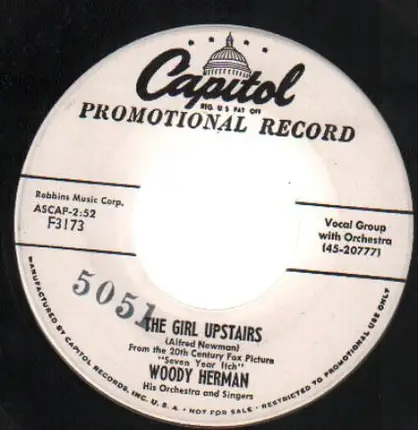 Capitol
REG. U.S. PAT. OFF.
PROMOTIONAL RECORD
Robbins Music Corp.
ASCAP-2:52
F3173
Vocal Group
with Orchestra
(45-20777)
5051
THE GIRL UPSTAIRS
(Alfred Newman)
From the 20th Century Fox Picture
"Seven Year Itch"
WOODY HERMAN
His Orchestra and Singers
MANUFACTURED BY CAPITOL RECORDS, INC. U.S.A. • NOT FOR SALE • RESTRICTED TO PROMOTIONAL USE ONLY